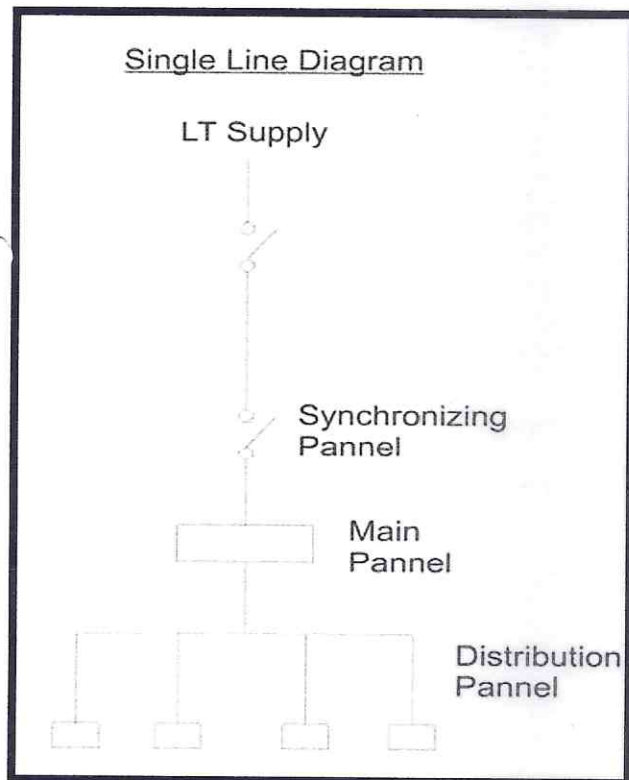 Single Line Diagram
LT Supply
Synchronizing
Pannel
Main
Pannel
Distribution
Pannel